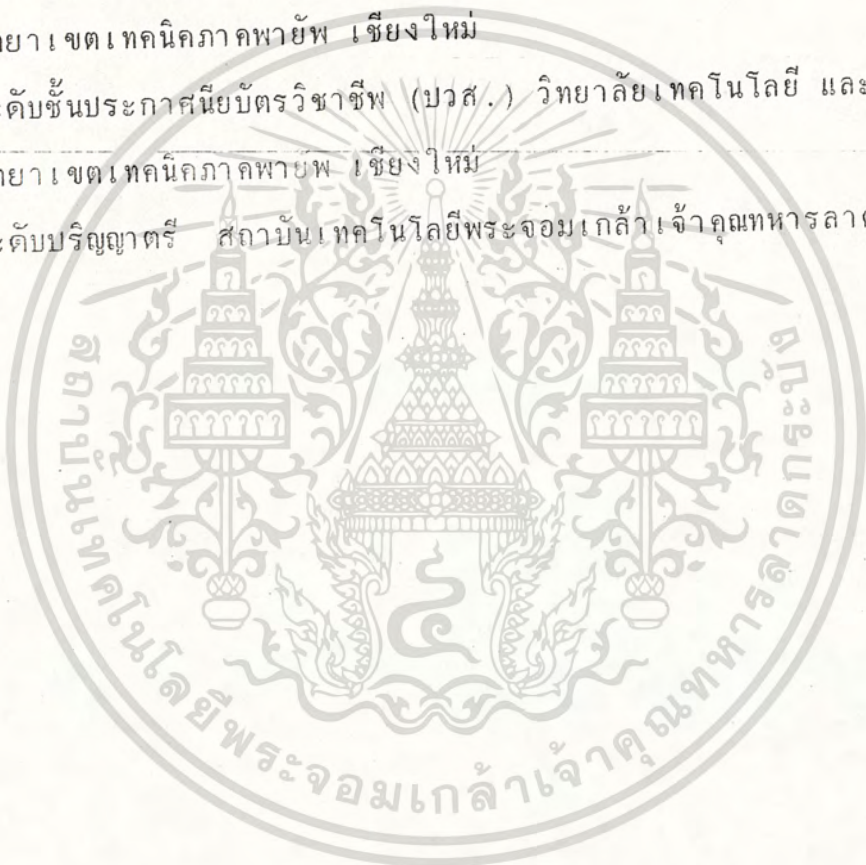 ทยาเขตเทคนิคภาคพายัพ เชียงใหม่
ะดับชั้นประกาศนียบัตรวิชาชีพ (ปวส.) วิทยาลัยเทคโนโลยี และ
ทยาเขตเทคนิคภาคพายัพ เชียงใหม่
ะดับปริญญาตรี สถาบันเทคโนโลยีพระจอมเกล้าเจ้าคุณทหารลาด
สถาบันเทคโนโลยีพระจอมเกล้าเจ้าคุณทหารลาดกระบัง
๔